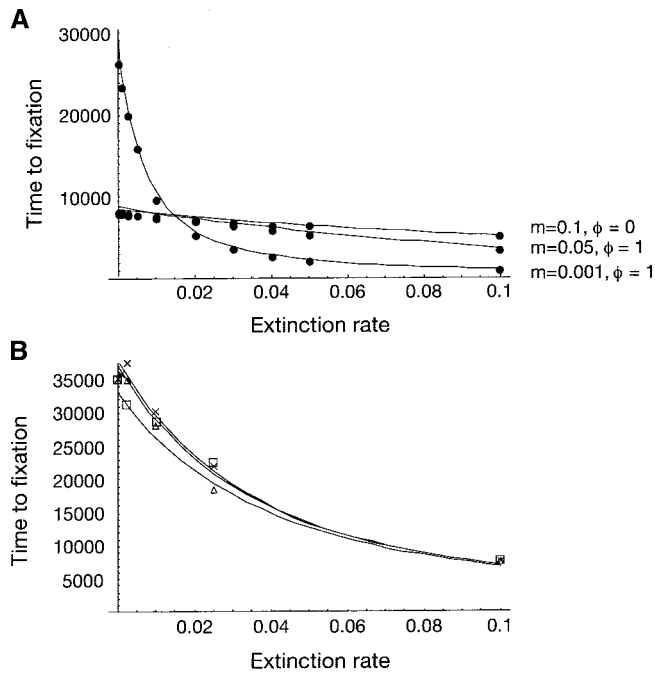 A
30000
20000
10000
Time to fixation
0.02
0.04
0.06
0.08
0.1
Extinction rate
m=0.1, ϕ = 0
m=0.05, ϕ = 1
m=0.001, ϕ = 1
B
35000
30000
25000
20000
15000
10000
5000
Time to fixation
0.02
0.04
0.06
0.08
0.1
Extinction rate